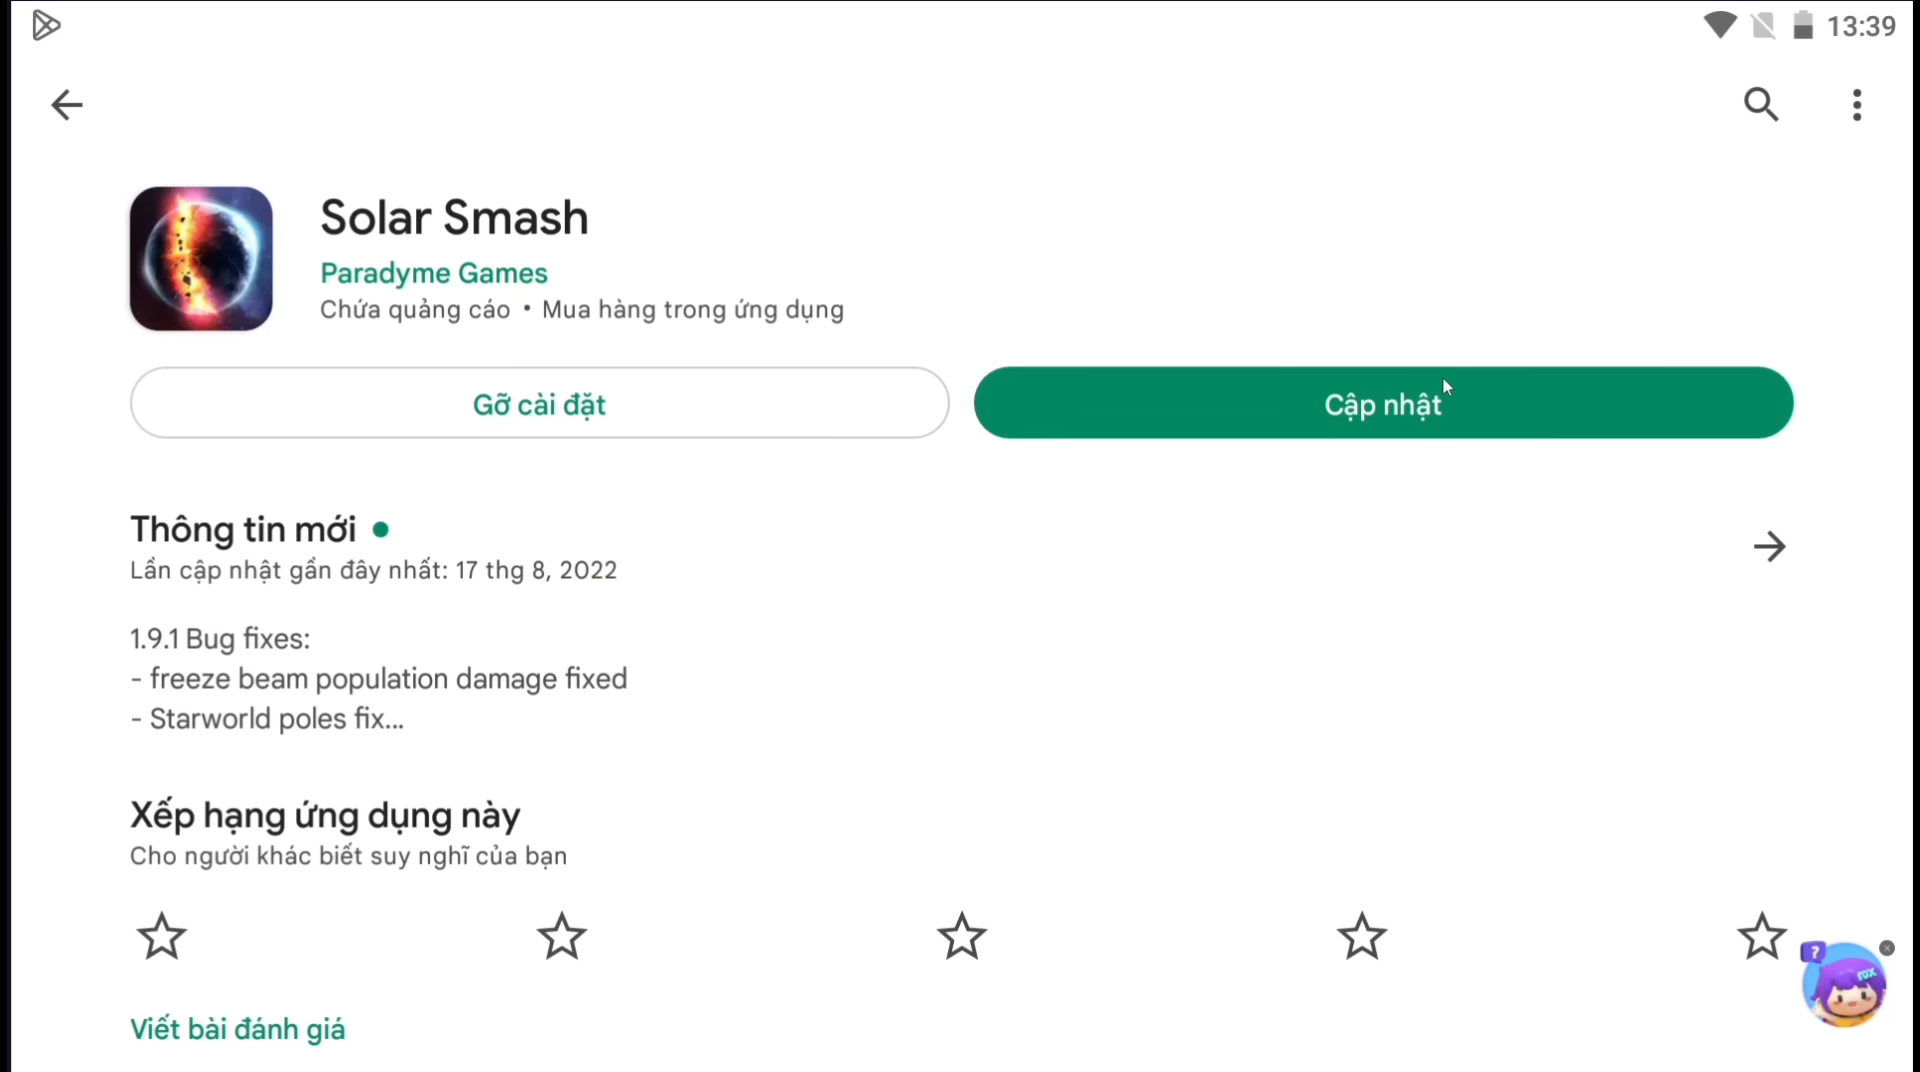 13:39
Solar Smash
Paradyme Games
Chứa quảng cáo • Mua hàng trong ứng dụng
Gỡ cài đặt
Cập nhật
Thông tin mới
Lần cập nhật gần đây nhất: 17 thg 8, 2022
1.9.1 Bug fixes:
- freeze beam population damage fixed
- Starworld poles fix...
Xếp hạng ứng dụng này
Cho người khác biết suy nghĩ của bạn
?
Viết bài đánh giá